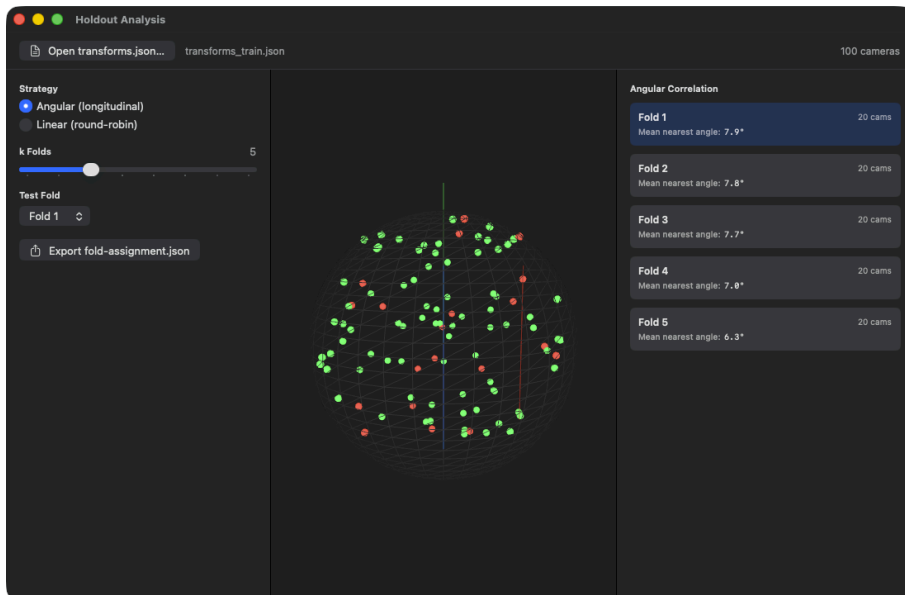 Holdout Analysis
Open transforms.json... transforms_train.json 100 cameras
Strategy
Angular (longitudinal)
Linear (round-robin)
k Folds 5
Test Fold
Fold 1
Export fold-assignment.json
Angular Correlation
Fold 1 20 cams
Mean nearest angle: 7.9°
Fold 2 20 cams
Mean nearest angle: 7.8°
Fold 3 20 cams
Mean nearest angle: 7.7°
Fold 4 20 cams
Mean nearest angle: 7.0°
Fold 5 20 cams
Mean nearest angle: 6.3°